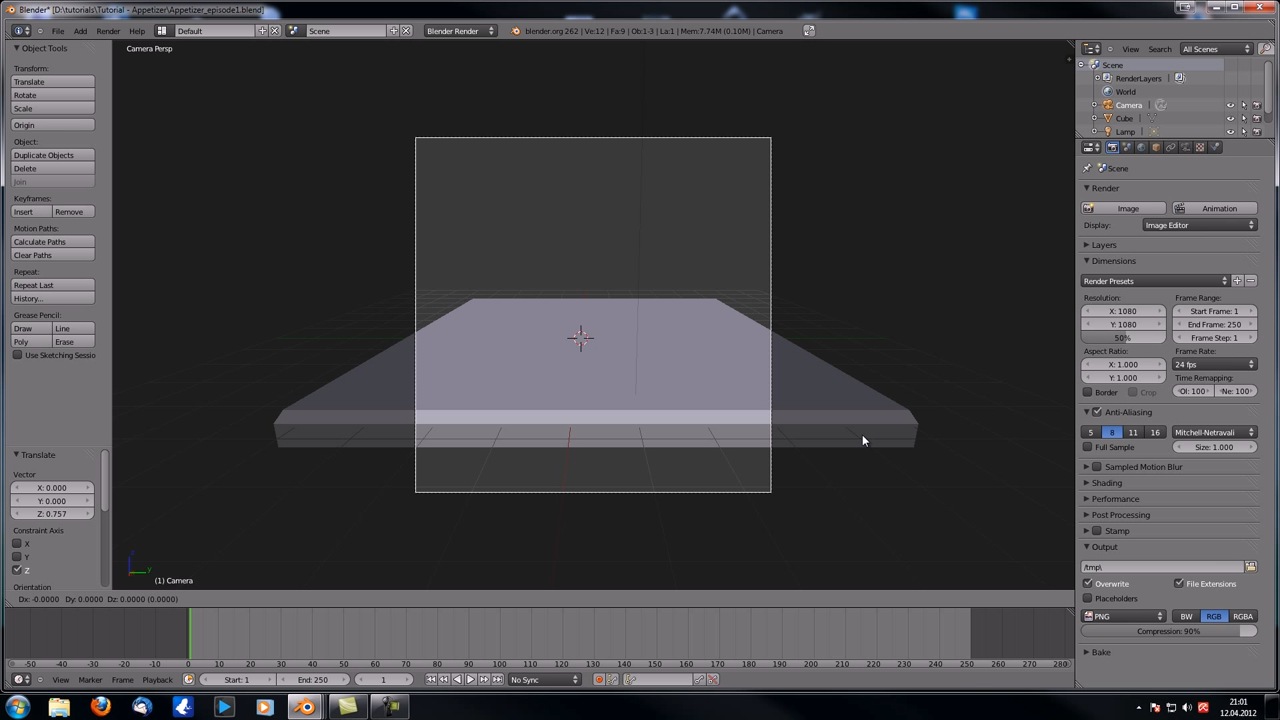 Blender* [D:\tutorials\Tutorial - Appetizer\Appetizer_episode1.blend]
File Add Render Help Default Scene Blender Render blender.org 262 | Ve:12 | Fa:9 | Ob:1-3 | La:1 | Mem:7.74M (0.10M) | Camera
Object Tools
Transform:
Translate
Rotate
Scale
Origin
Object:
Duplicate Objects
Delete
Join
Keyframes:
Insert Remove
Motion Paths:
Calculate Paths
Clear Paths
Repeat:
Repeat Last
History...
Grease Pencil:
Draw Line
Poly Erase
Use Sketching Sessio
Translate
Vector
X: 0.000
Y: 0.000
Z: 0.757
Constraint Axis
X
Y
Z
Orientation
Camera Persp
z
y
(1) Camera
Dx: -0.0000 Dy: 0.0000 Dz: 0.0000 (0.0000)
View Search All Scenes
Scene
RenderLayers
World
Camera
Cube
Lamp
Scene
Render
Image Animation
Display: Image Editor
Layers
Dimensions
Render Presets
Resolution: Frame Range:
X: 1080 Start Frame: 1
Y: 1080 End Frame: 250
50% Frame Step: 1
Aspect Ratio: Frame Rate:
X: 1.000 24 fps
Y: 1.000 Time Remapping:
Border Crop Ol: 100 Ne: 100
Anti-Aliasing
5 8 11 16 Mitchell-Netravali
Full Sample Size: 1.000
Sampled Motion Blur
Shading
Performance
Post Processing
Stamp
Output
/tmp\
Overwrite File Extensions
Placeholders
PNG BW RGB RGBA
Compression: 90%
Bake
-50 -40 -30 -20 -10 0 10 20 30 40 50 60 70 80 90 100 110 120 130 140 150 160 170 180 190 200 210 220 230 240 250 260 270 280
View Marker Frame Playback Start: 1 End: 250 1 No Sync
21:01
12.04.2012